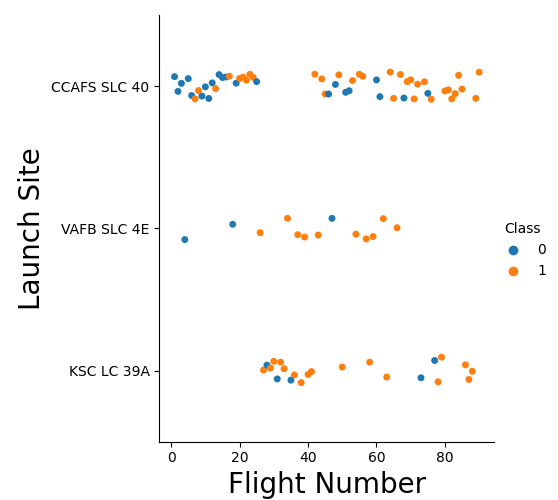 CCAFS SLC 40
VAFB SLC 4E
KSC LC 39A
Launch Site
0
20
40
60
80
Flight Number
Class
0
1